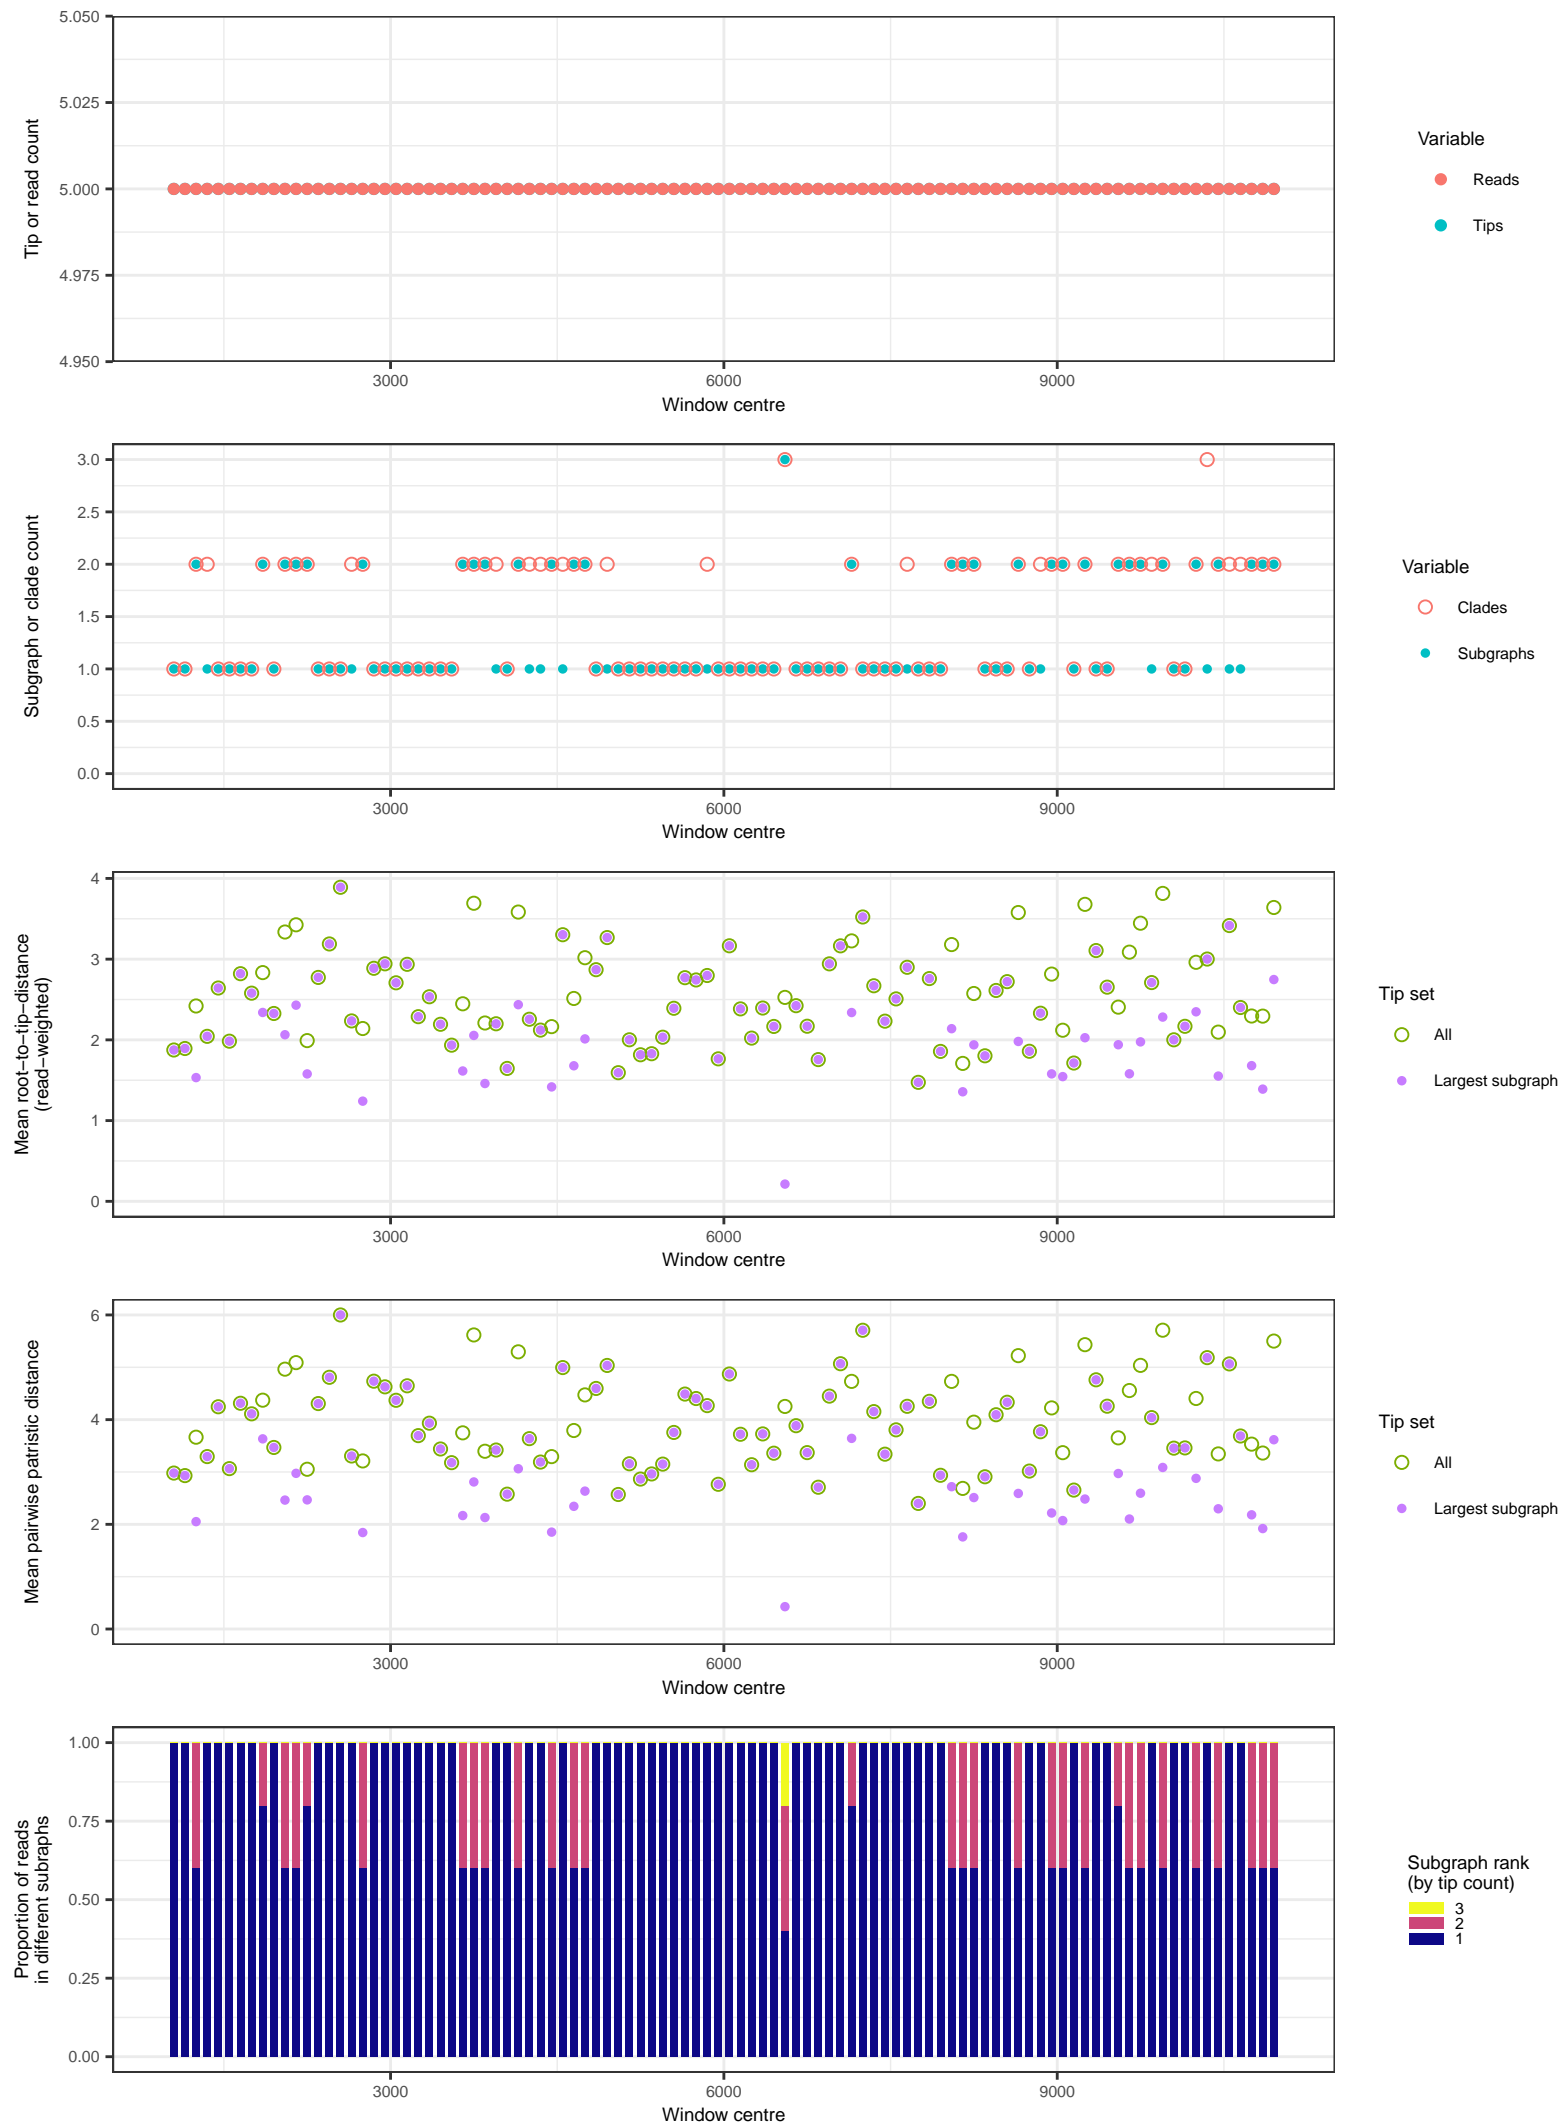 5.050
5.025
5.000
4.975
4.950
Tip or read count
3000 6000 9000
Window centre
Variable
Reads
Tips
3.0
2.5
2.0
1.5
1.0
0.5
0.0
Subgraph or clade count
3000 6000 9000
Window centre
Variable
Clades
Subgraphs
4
3
2
1
0
Mean root−to−tip−distance
(read−weighted)
3000 6000 9000
Window centre
Tip set
All
Largest subgraph
6
4
2
0
Mean pairwise patristic distance
3000 6000 9000
Window centre
Tip set
All
Largest subgraph
1.00
0.75
0.50
0.25
0.00
Proportion of reads
in different subraphs
3000 6000 9000
Window centre
Subgraph rank
(by tip count)
3
2
1